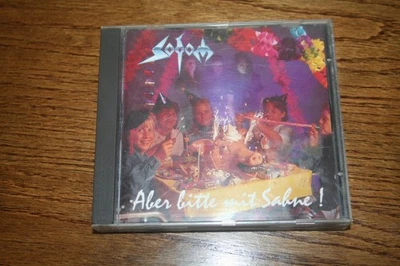 Sodom
Aber bitte mit Sahne !